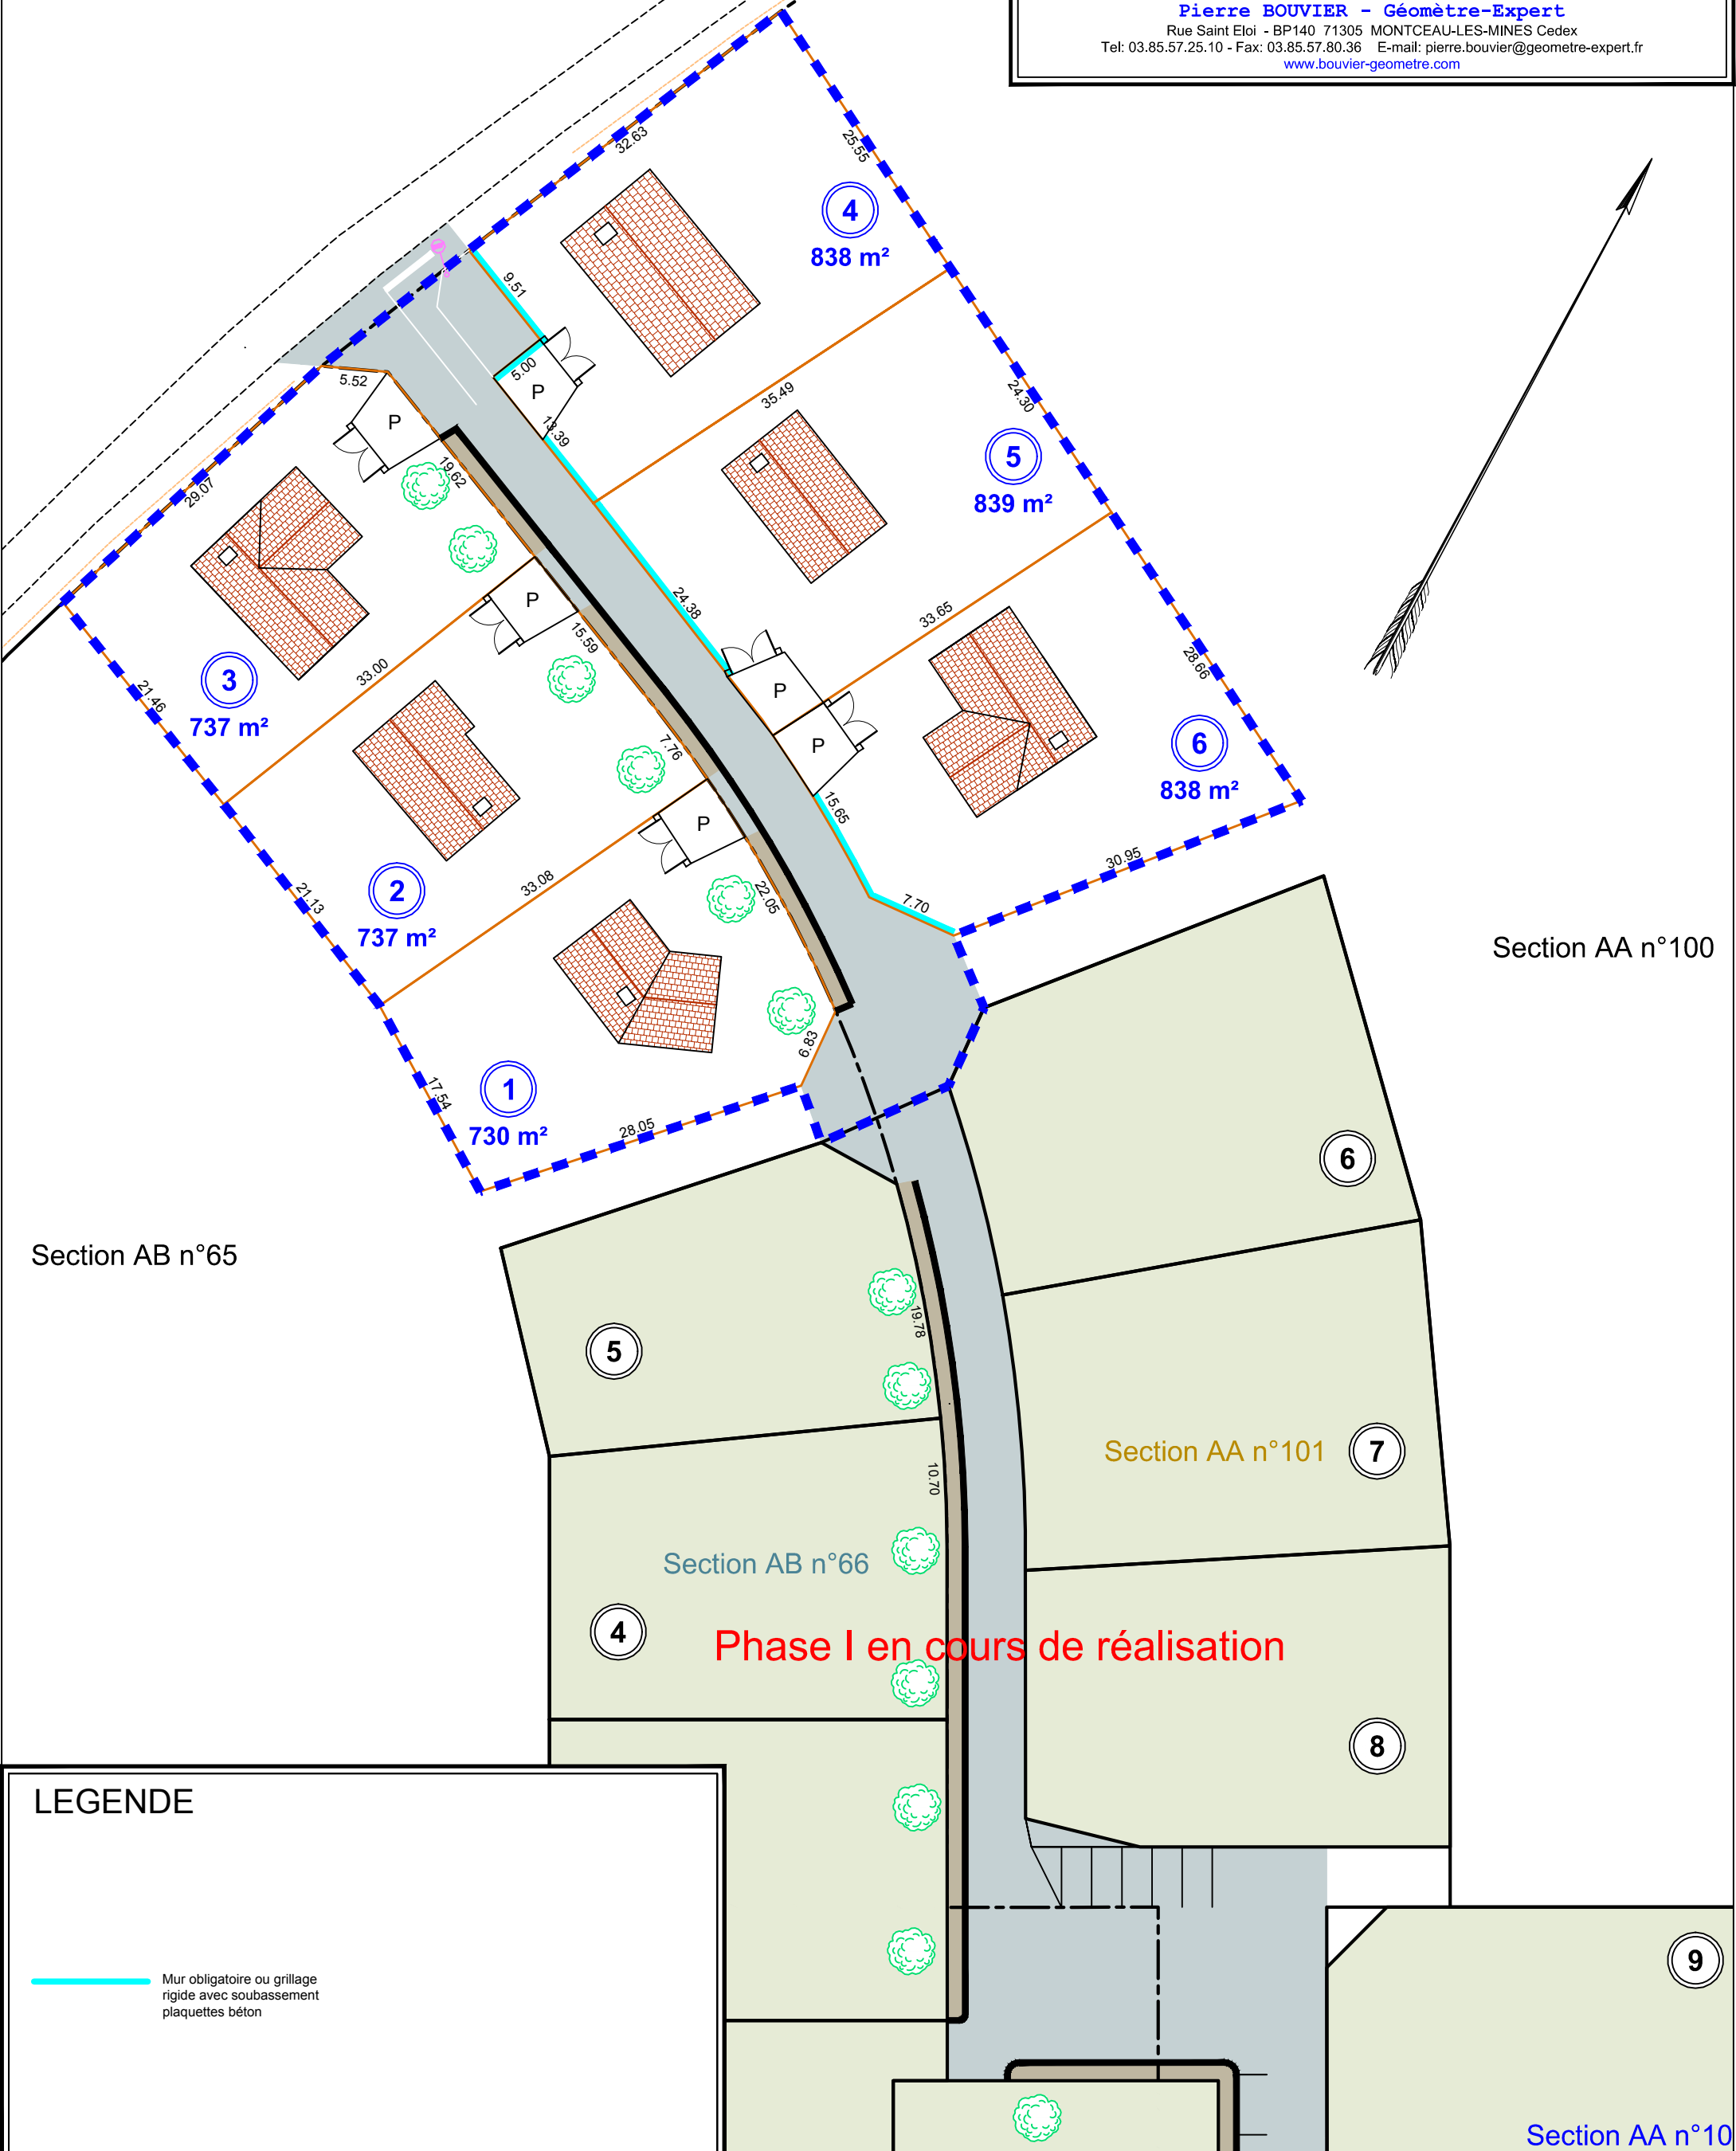 Pierre BOUVIER - Géomètre-Expert
Rue Saint Eloi - BP140 71305 MONTCEAU-LES-MINES Cedex
Tel: 03.85.57.25.10 - Fax: 03.85.57.80.36 E-mail: pierre.bouvier@geometre-expert.fr
www.bouvier-geometre.com
32.63
25.55
4
838 m²
9.51
5.00
P
13.39
5.52
P
35.49
24.30
5
839 m²
19.62
29.07
3
737 m²
21.46
33.00
P
15.59
24.38
33.65
P
P
28.66
6
838 m²
7.76
15.65
30.95
7.70
2
737 m²
21.13
33.08
P
22.05
6.83
1
730 m²
17.54
28.05
Section AA n°100
Section AB n°65
6
5
19.78
Section AA n°101
7
10.70
Section AB n°66
4
Phase I en cours de réalisation
8
LEGENDE
Mur obligatoire ou grillage
rigide avec soubassement
plaquettes béton
9
Section AA n°10